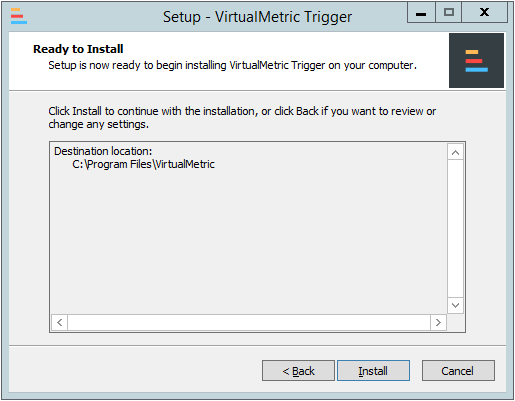 Setup - VirtualMetric Trigger
Ready to Install
Setup is now ready to begin installing VirtualMetric Trigger on your computer.
Click Install to continue with the installation, or click Back if you want to review or
change any settings.
Destination location:
C:\Program Files\VirtualMetric
< Back
Install
Cancel